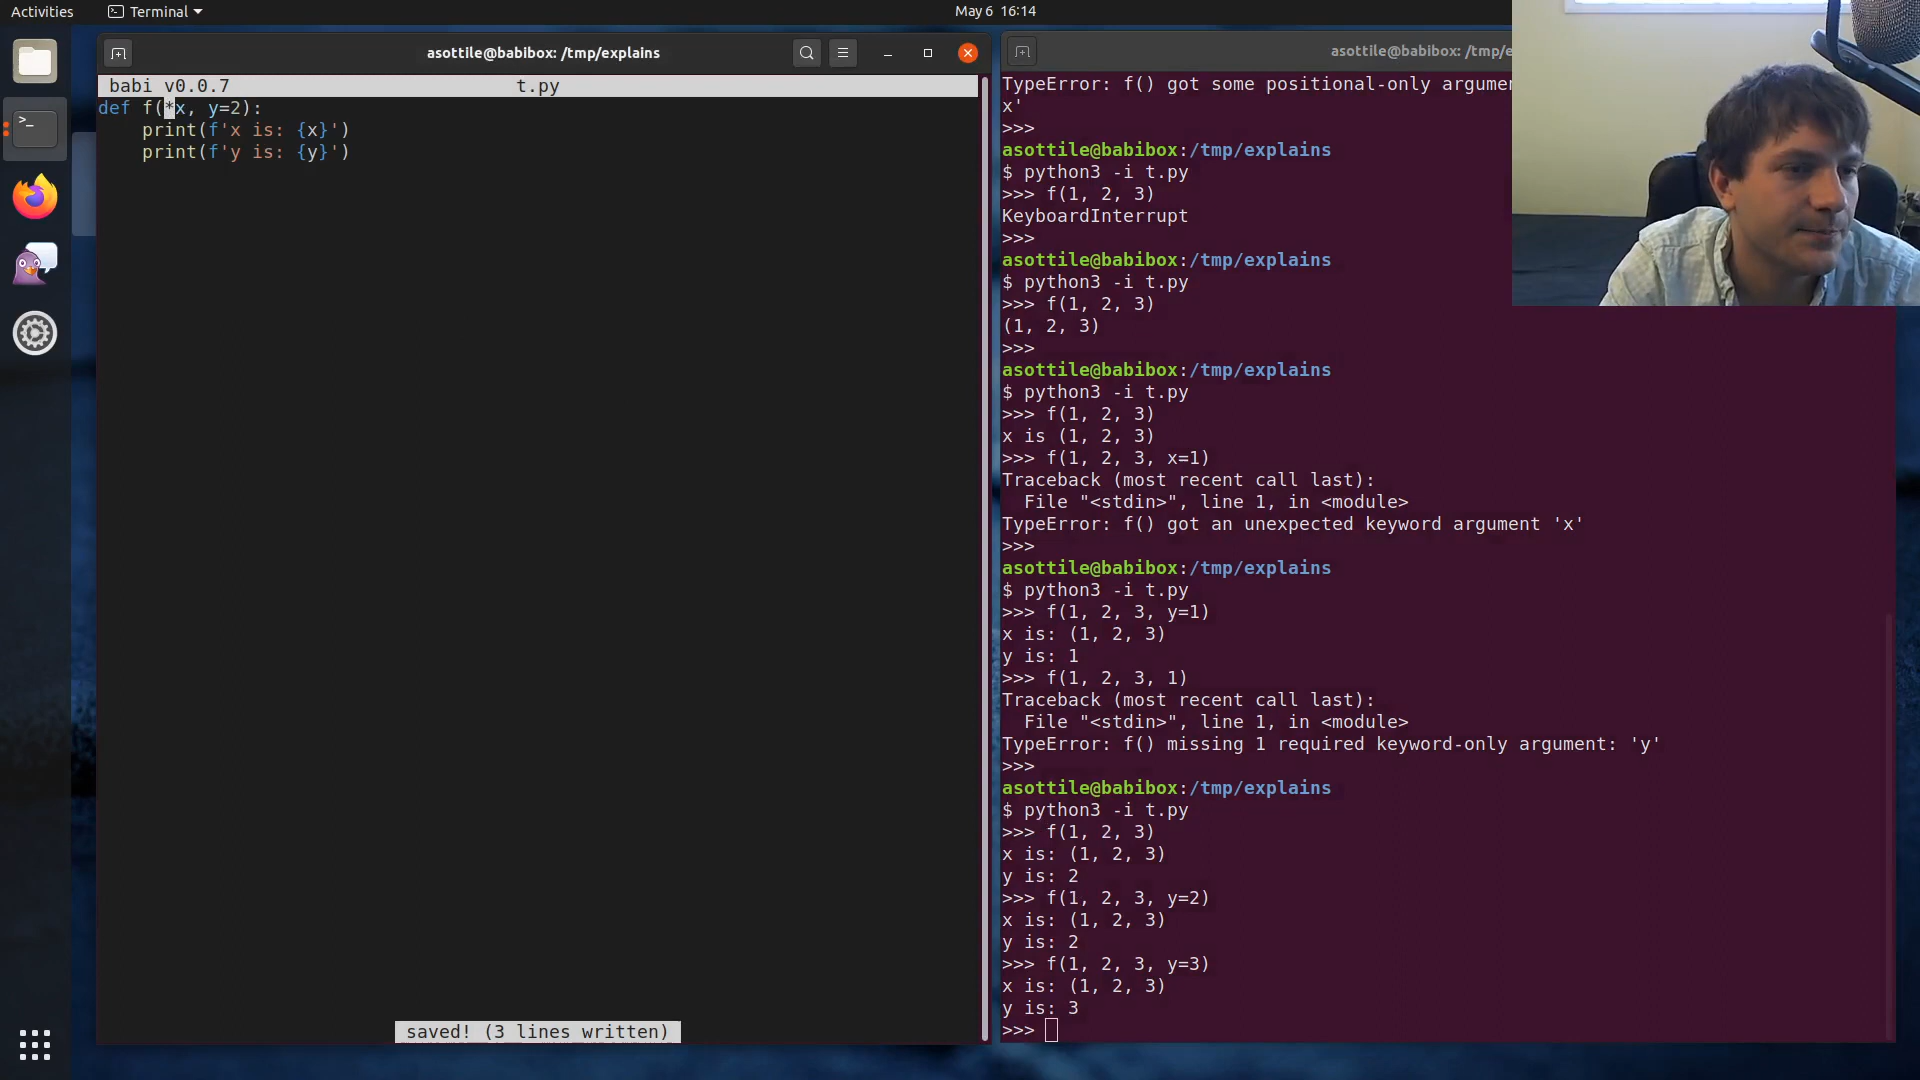 Activities
Terminal
May 6 16:14
asottile@babibox: /tmp/explains
babi v0.0.7
t.py
def f(*x, y=2):
    print(f'x is: {x}')
    print(f'y is: {y}')
saved! (3 lines written)
asottile@babibox: /tmp/e
TypeError: f() got some positional-only argumen
x'
>>>
asottile@babibox:/tmp/explains
$ python3 -i t.py
>>> f(1, 2, 3)
KeyboardInterrupt
>>>
asottile@babibox:/tmp/explains
$ python3 -i t.py
>>> f(1, 2, 3)
(1, 2, 3)
>>>
asottile@babibox:/tmp/explains
$ python3 -i t.py
>>> f(1, 2, 3)
x is (1, 2, 3)
>>> f(1, 2, 3, x=1)
Traceback (most recent call last):
  File "<stdin>", line 1, in <module>
TypeError: f() got an unexpected keyword argument 'x'
>>>
asottile@babibox:/tmp/explains
$ python3 -i t.py
>>> f(1, 2, 3, y=1)
x is: (1, 2, 3)
y is: 1
>>> f(1, 2, 3, 1)
Traceback (most recent call last):
  File "<stdin>", line 1, in <module>
TypeError: f() missing 1 required keyword-only argument: 'y'
>>>
asottile@babibox:/tmp/explains
$ python3 -i t.py
>>> f(1, 2, 3)
x is: (1, 2, 3)
y is: 2
>>> f(1, 2, 3, y=2)
x is: (1, 2, 3)
y is: 2
>>> f(1, 2, 3, y=3)
x is: (1, 2, 3)
y is: 3
>>>